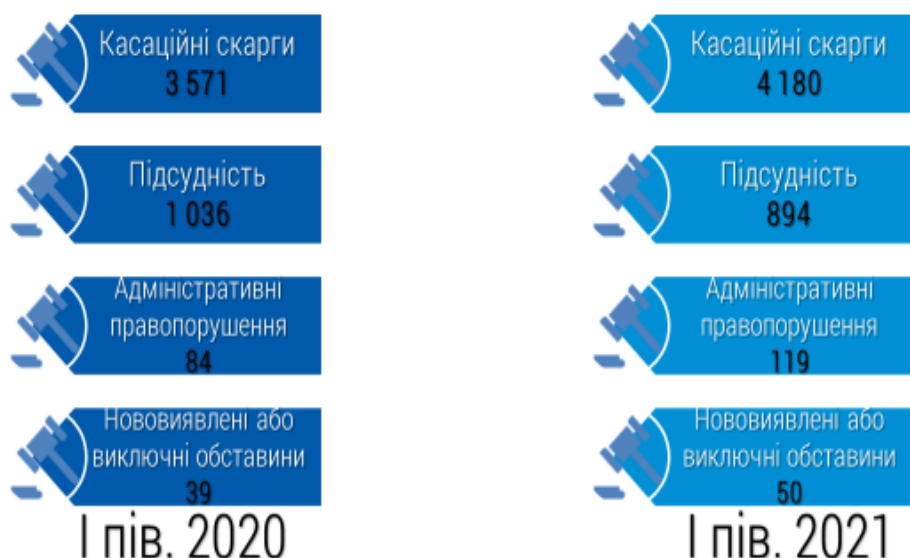 Касаційні скарги
3 571
Підсудність
1 036
Адміністративні
правопорушення
84
Нововиявлені або
виключні обставини
39
І пів. 2020
Касаційні скарги
4 180
Підсудність
894
Адміністративні
правопорушення
119
Нововиявлені або
виключні обставини
50
І пів. 2021